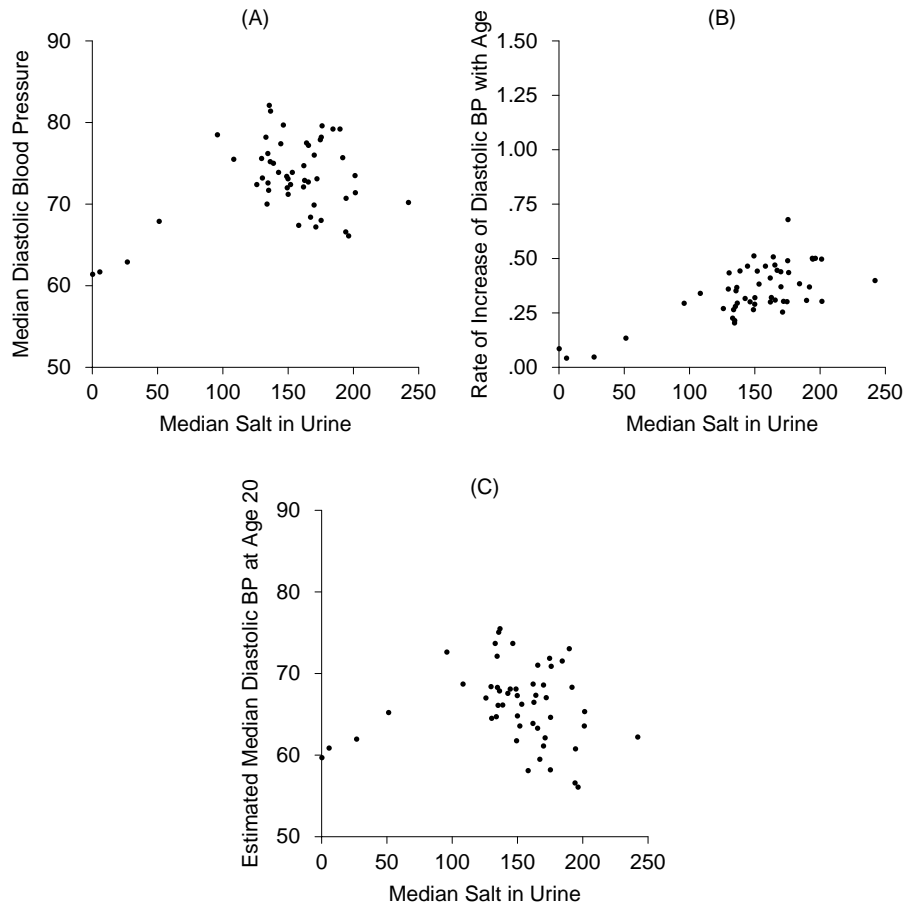 (A)
Median Diastolic Blood Pressure
90
80
70
60
50
0 50 100 150 200 250
Median Salt in Urine
(B)
Rate of Increase of Diastolic BP with Age
1.50
1.25
1.00
.75
.50
.25
.00
0 50 100 150 200 250
Median Salt in Urine
(C)
Estimated Median Diastolic BP at Age 20
90
80
70
60
50
0 50 100 150 200 250
Median Salt in Urine